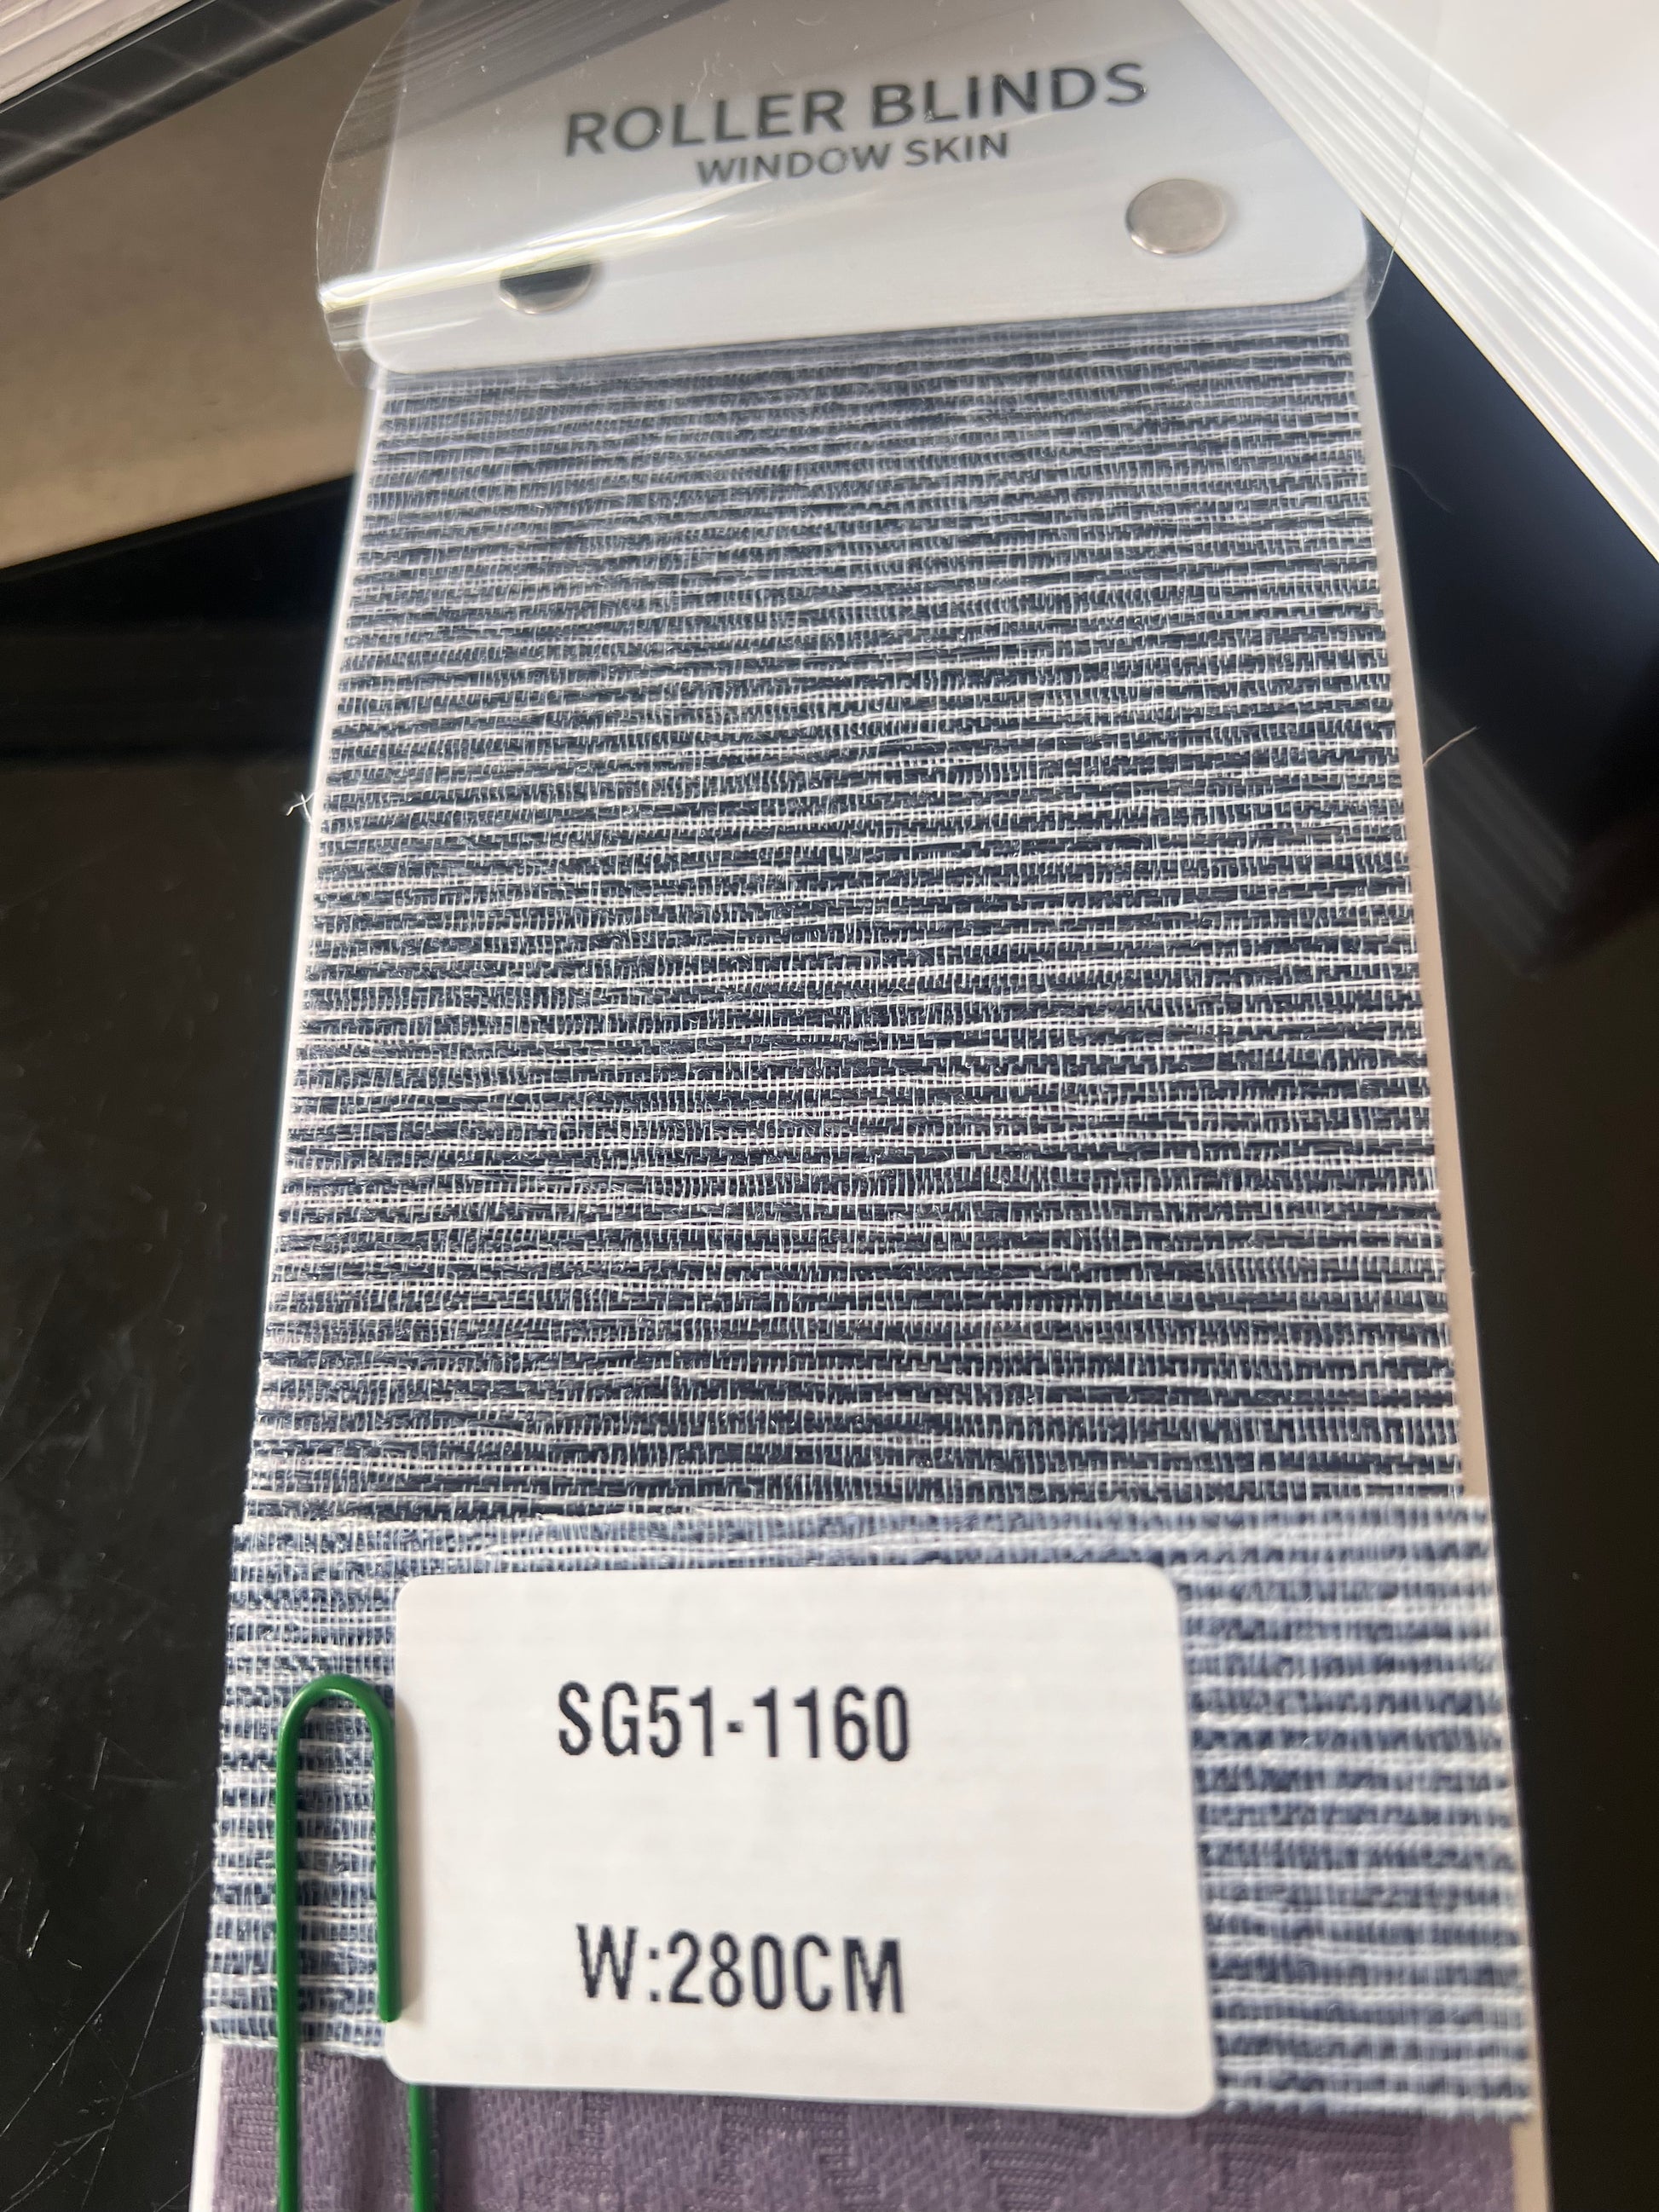 ROLLER BLINDS
WINDOW SKIN
SG51-1160
W:280CM